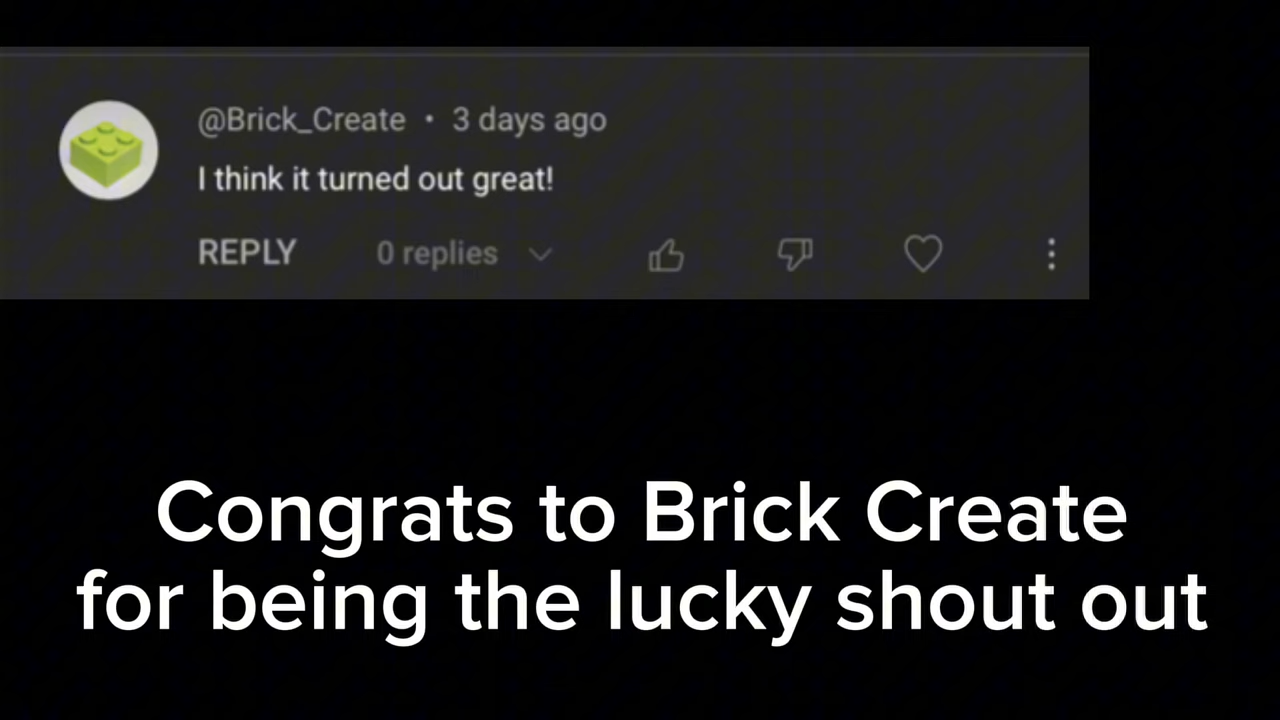 @Brick_Create • 3 days ago
I think it turned out great!
REPLY 0 replies
Congrats to Brick Create
for being the lucky shout out